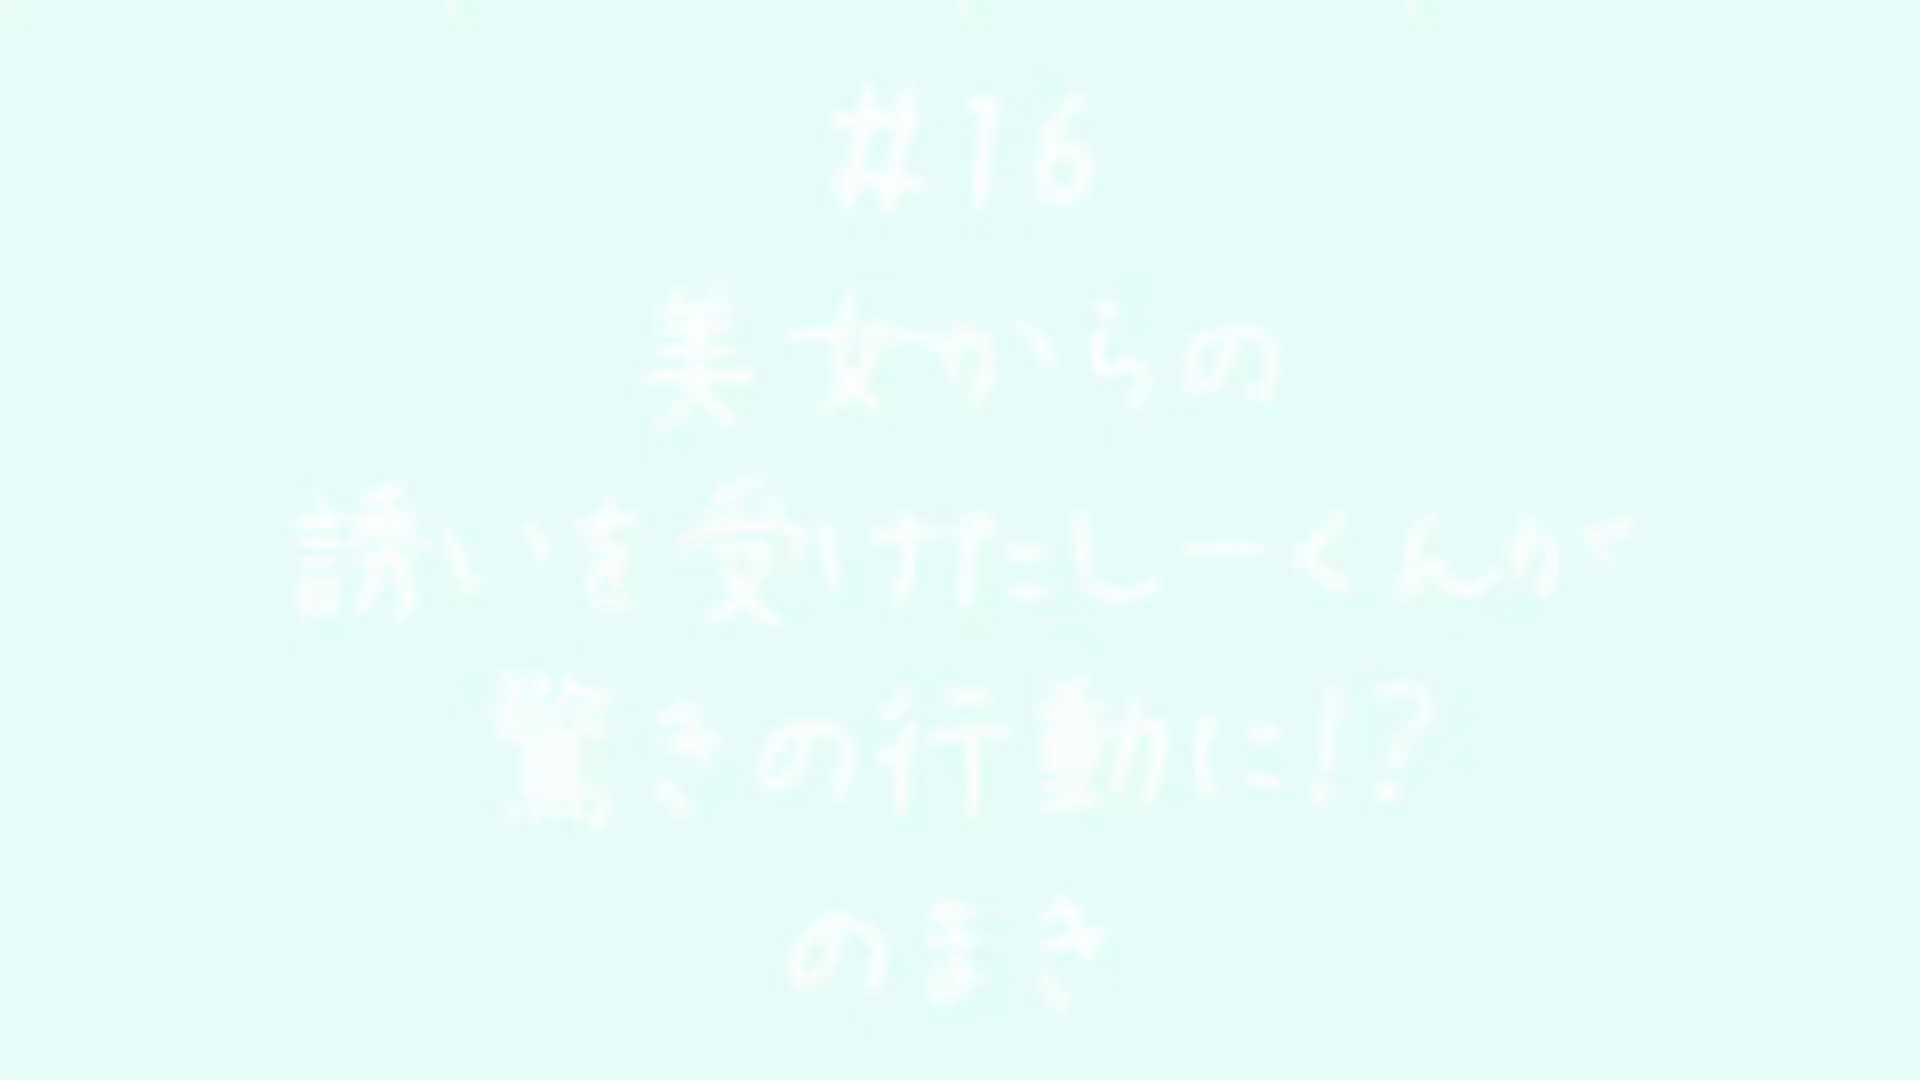 #16
美女からの
誘いを受けたしーくんが
驚きの行動に!?
のまき